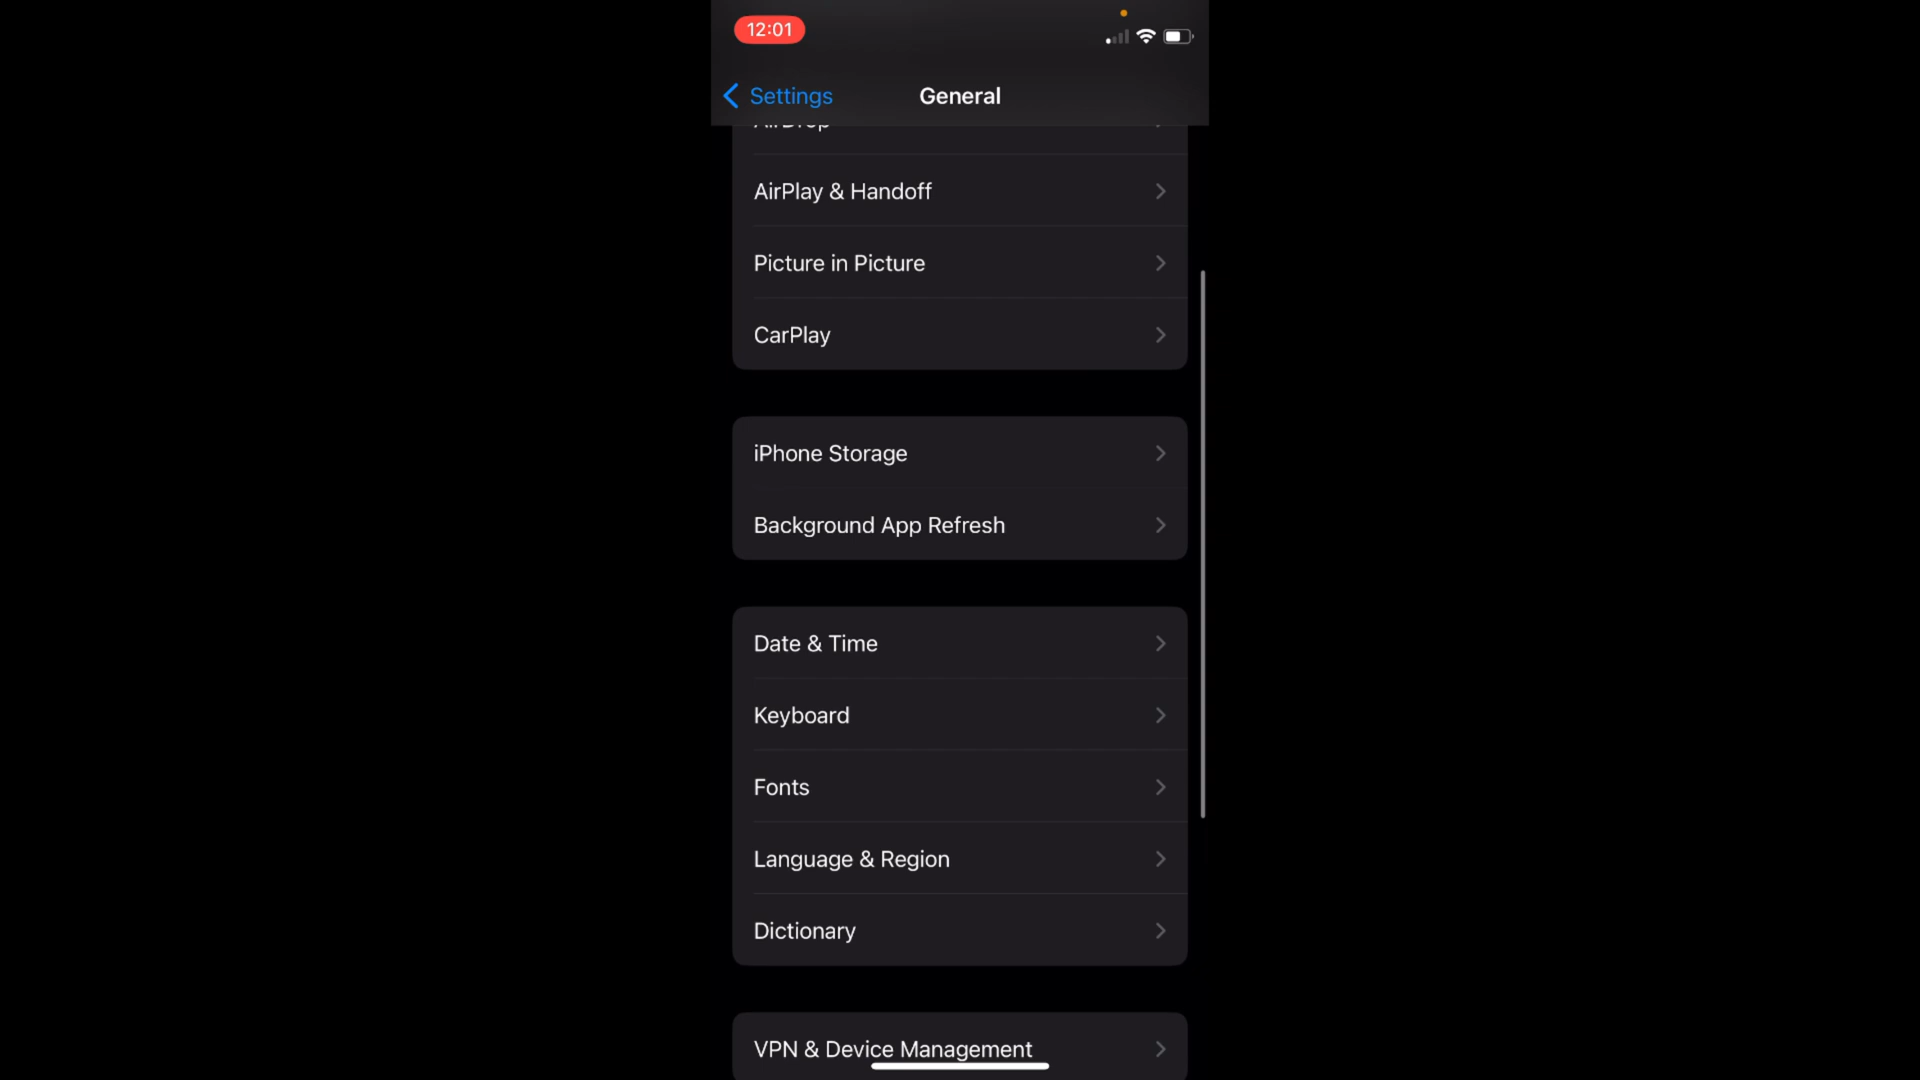 12:01
Settings
General
AirDrop
AirPlay & Handoff
Picture in Picture
CarPlay
iPhone Storage
Background App Refresh
Date & Time
Keyboard
Fonts
Language & Region
Dictionary
VPN & Device Management